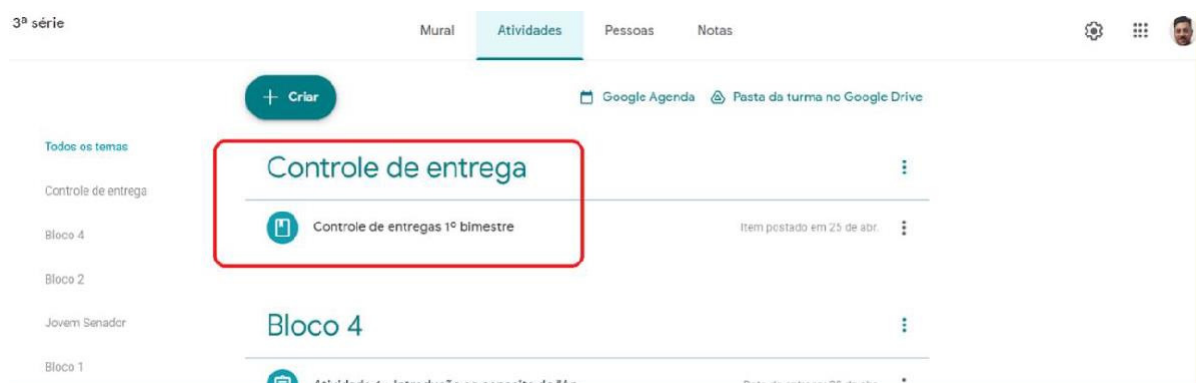 3ª série
Mural Atividades Pessoas Notas
+ Criar
Google Agenda Pasta da turma no Google Drive
Todos os temas
Controle de entrega
Bloco 4
Bloco 2
Jovem Senador
Bloco 1
Controle de entrega
Controle de entregas 1º bimestre Item postado em 25 de abr.
Bloco 4